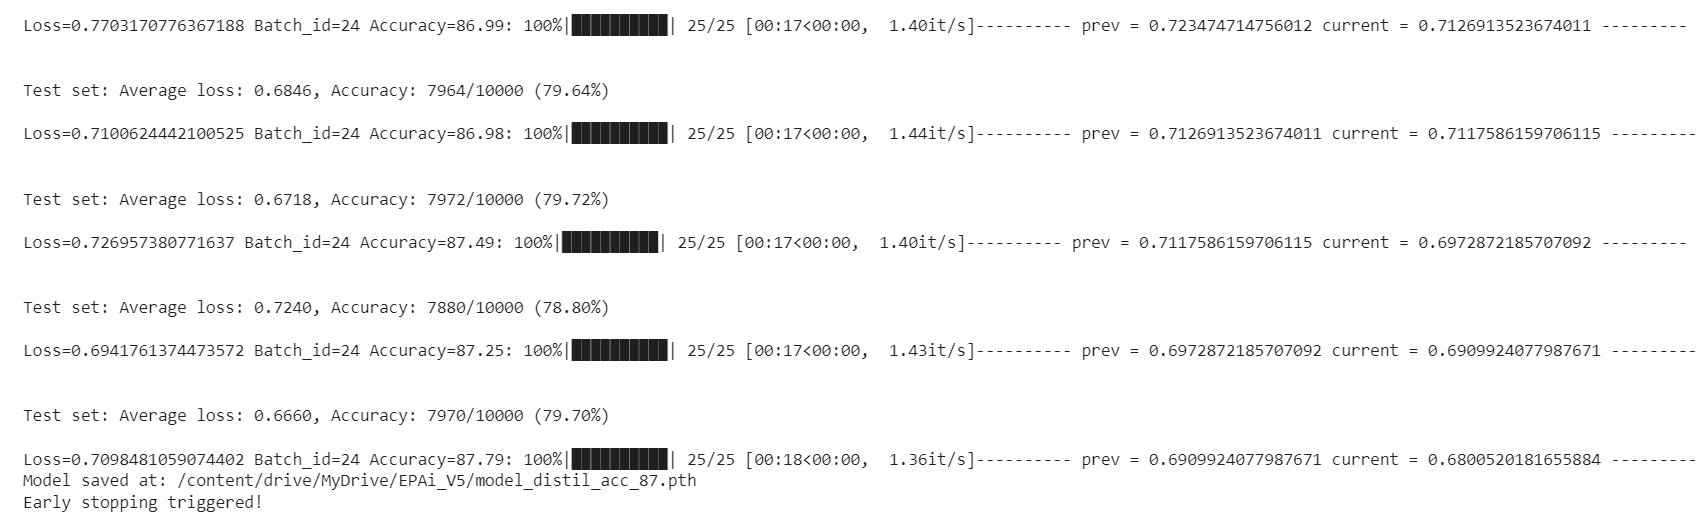 Loss=0.7703170776367188 Batch_id=24 Accuracy=86.99: 100%|██████████| 25/25 [00:17<00:00,  1.40it/s]---------- prev = 0.723474714756012 current = 0.7126913523674011 ---------
Test set: Average loss: 0.6846, Accuracy: 7964/10000 (79.64%)
Loss=0.7100624442100525 Batch_id=24 Accuracy=86.98: 100%|██████████| 25/25 [00:17<00:00,  1.44it/s]---------- prev = 0.7126913523674011 current = 0.7117586159706115 ---------
Test set: Average loss: 0.6718, Accuracy: 7972/10000 (79.72%)
Loss=0.726957380771637 Batch_id=24 Accuracy=87.49: 100%|██████████| 25/25 [00:17<00:00,  1.40it/s]---------- prev = 0.7117586159706115 current = 0.6972872185707092 ---------
Test set: Average loss: 0.7240, Accuracy: 7880/10000 (78.80%)
Loss=0.6941761374473572 Batch_id=24 Accuracy=87.25: 100%|██████████| 25/25 [00:17<00:00,  1.43it/s]---------- prev = 0.6972872185707092 current = 0.6909924077987671 ---------
Test set: Average loss: 0.6660, Accuracy: 7970/10000 (79.70%)
Loss=0.7098481059074402 Batch_id=24 Accuracy=87.79: 100%|██████████| 25/25 [00:18<00:00,  1.36it/s]---------- prev = 0.6909924077987671 current = 0.6800520181655884 ---------
Model saved at: /content/drive/MyDrive/EPAi_V5/model_distil_acc_87.pth
Early stopping triggered!